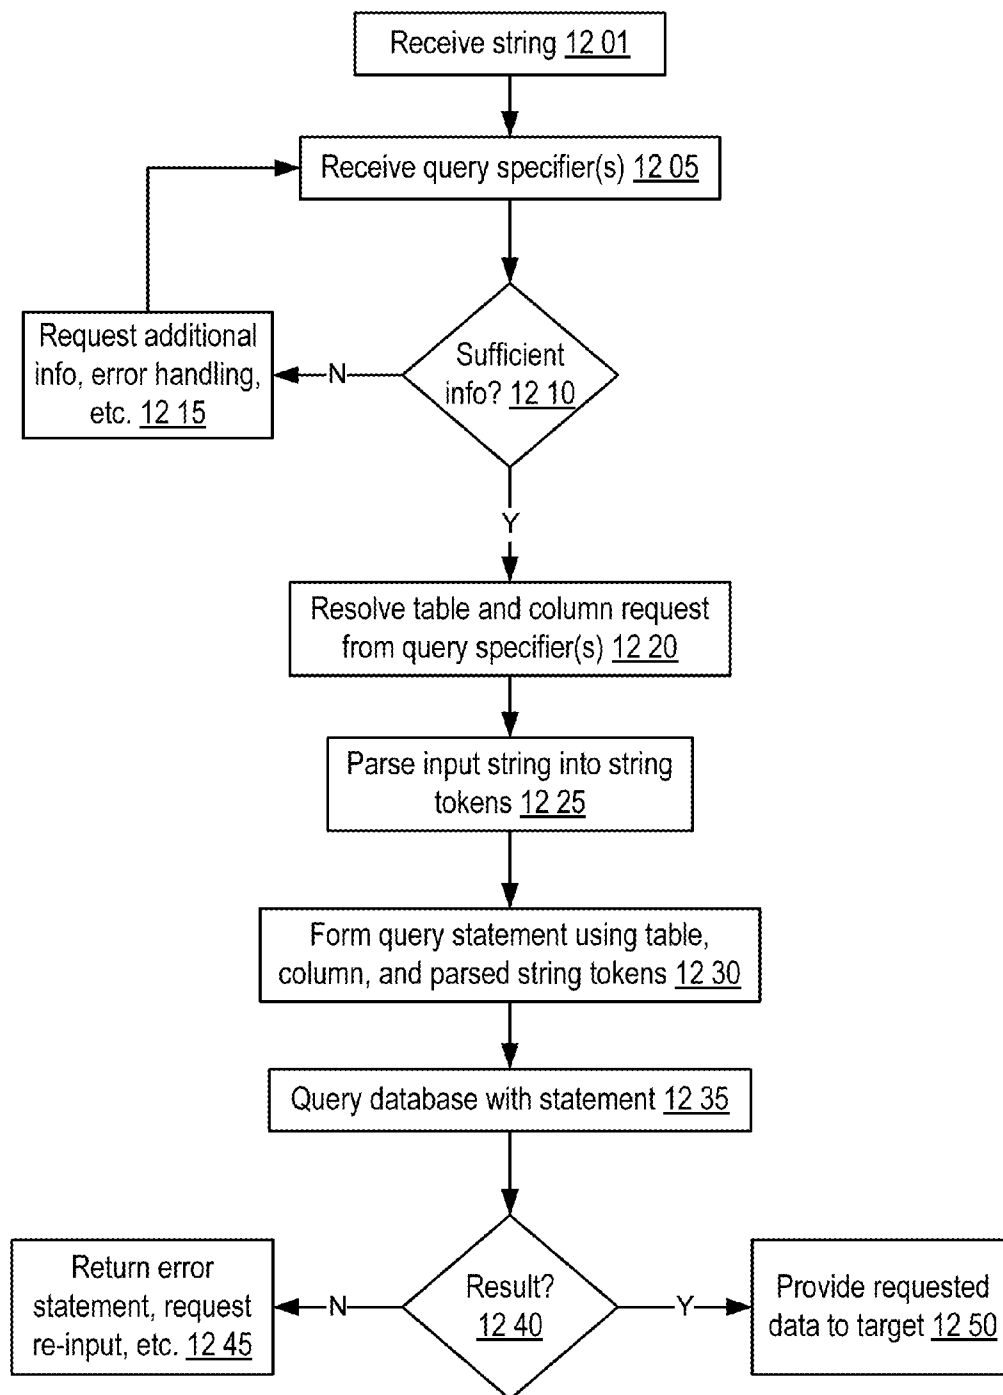 Receive string 12 01
Receive query specifier(s) 12 05
Request additional
info, error handling,
etc. 12 15
N
Sufficient
info? 12 10
Y
Resolve table and column request
from query specifier(s) 12 20
Parse input string into string
tokens 12 25
Form query statement using table,
column, and parsed string tokens 12 30
Query database with statement 12 35
Return error
statement, request
re-input, etc. 12 45
N
Result?
12 40
Y
Provide requested
data to target 12 50